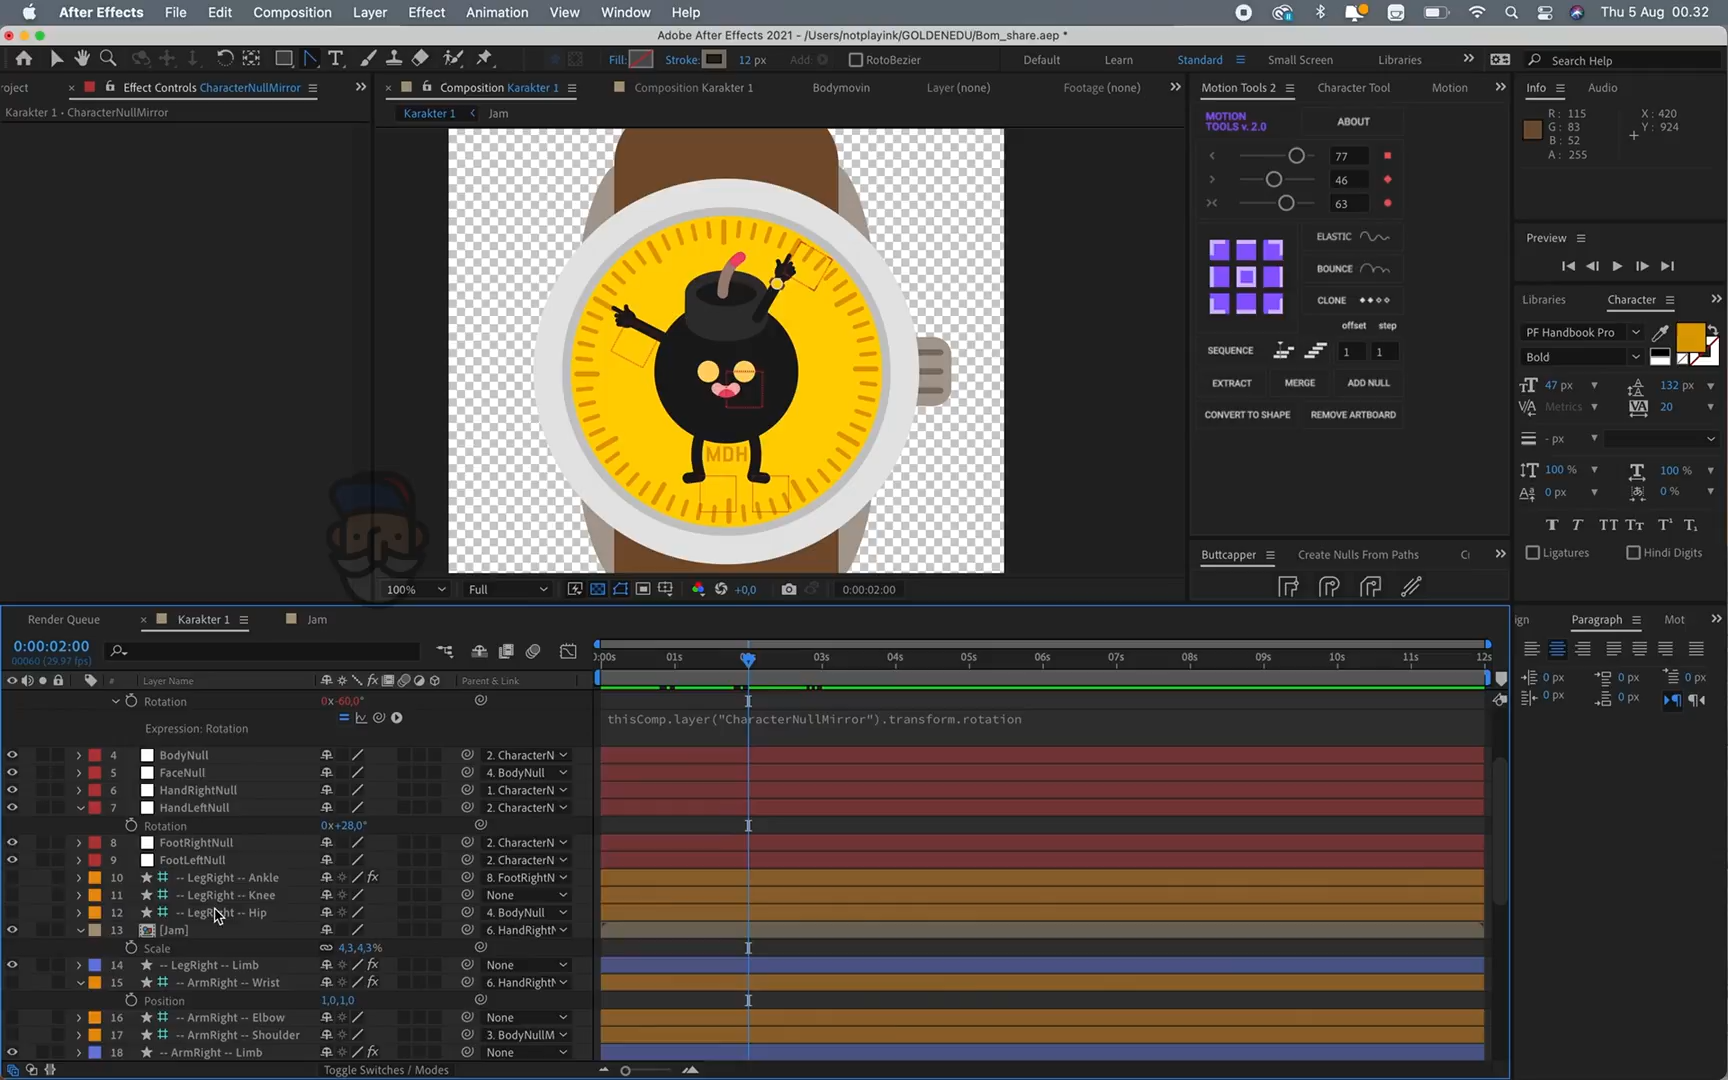 After Effects File Edit Composition Layer Effect Animation View Window Help Thu 5 Aug 00.32
Adobe After Effects 2021 - /Users/notplayink/GOLDENEDU/Bom_share.aep *
Fill: Stroke: 12 px Add: RotoBezier Default Learn Standard Small Screen Libraries Search Help
roject Effect Controls CharacterNullMirror Composition Karakter 1 Composition Karakter 1 Bodymovin Layer (none) Footage (none) Motion Tools 2 Character Tool Motion Info Audio
Karakter 1 • CharacterNullMirror Karakter 1 Jam
MOTION
TOOLS v. 2.0
ABOUT
R: 115
G: 83
B: 52
A: 255
X: 420
Y: 924
77
46
63
ELASTIC
BOUNCE
CLONE
offset step
SEQUENCE 1 1
EXTRACT MERGE ADD NULL
CONVERT TO SHAPE REMOVE ARTBOARD
Preview
Libraries Character
PF Handbook Pro
Bold
47 px 132 px
Metrics 20
- px
100 % 100 %
0 px 0 %
T T TT Tt T¹ T₁
Ligatures Hindi Digits
MDH
Buttcapper Create Nulls From Paths
100% Full +0,0 0:00:02:00
Render Queue Karakter 1 Jam
ign Paragraph Mot
0 px 0 px 0 px
0 px 0 px
0:00:02:00
00060 (29.97 fps)
:00s 01s 03s 04s 05s 06s 07s 08s 09s 10s 11s 12s
# Layer Name fx Parent & Link
Rotation 0x-60,0°
Expression: Rotation thisComp.layer("CharacterNullMirror").transform.rotation
4 BodyNull 2. CharacterN
5 FaceNull 4. BodyNull
6 HandRightNull 1. CharacterN
7 HandLeftNull 2. CharacterN
Rotation 0x+28,0°
8 FootRightNull 2. CharacterN
9 FootLeftNull 2. CharacterN
10 -- LegRight -- Ankle fx 8. FootRightN
11 -- LegRight -- Knee None
12 -- LegRight -- Hip 4. BodyNull
13 [Jam] 6. HandRightN
Scale 4,3,4,3%
14 -- LegRight -- Limb fx None
15 -- ArmRight -- Wrist fx 6. HandRightN
Position 1,0,1,0
16 -- ArmRight -- Elbow None
17 -- ArmRight -- Shoulder 3. BodyNullM
18 -- ArmRight -- Limb fx None
Toggle Switches / Modes